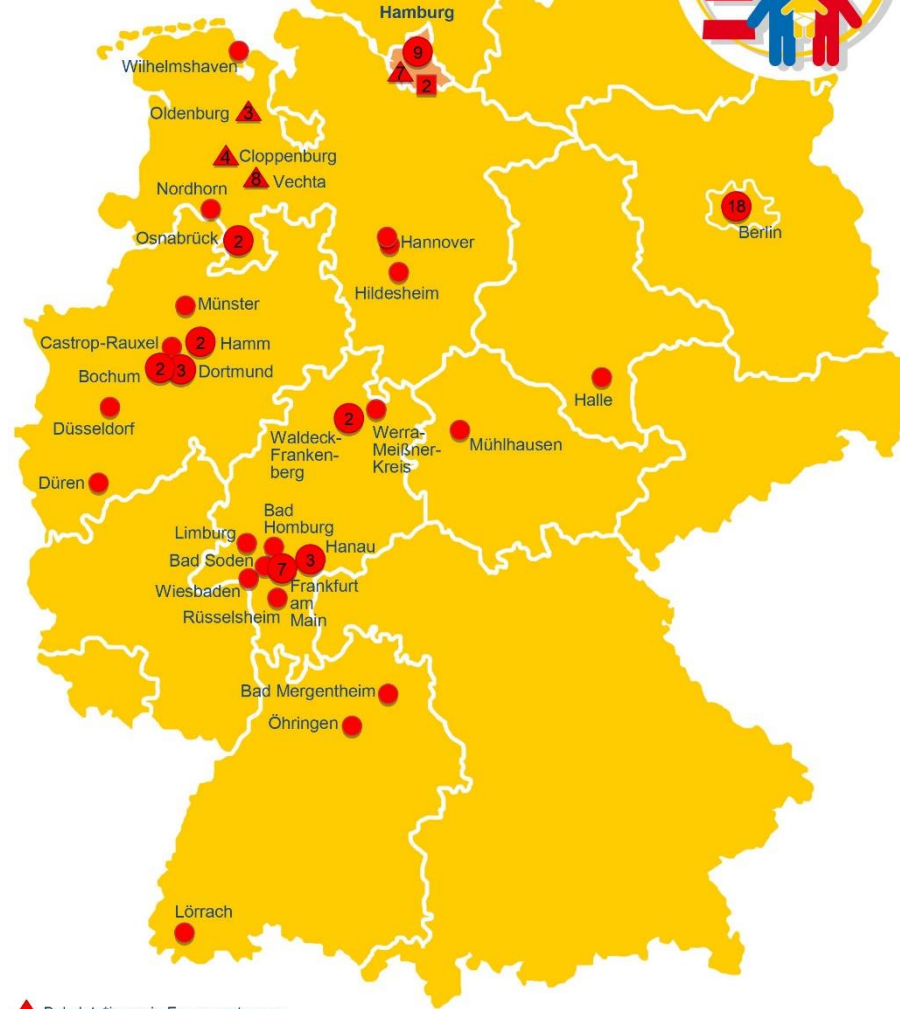 Hamburg
9
7
2
Wilhelmshaven
Oldenburg
3
4
Cloppenburg
8
Vechta
Nordhorn
18
Berlin
Osnabrück
2
Hannover
Hildesheim
Münster
Castrop-Rauxel
2
Hamm
Bochum
2
3
Dortmund
Halle
Düsseldorf
2
Waldeck-
Franken-
berg
Werra-
Meißner-
Kreis
Mühlhausen
Düren
Bad
Homburg
Limburg
Hanau
3
Bad Soden
7
Wiesbaden
Frankfurt
am
Main
Rüsselsheim
Bad Mergentheim
Öhringen
Lörrach